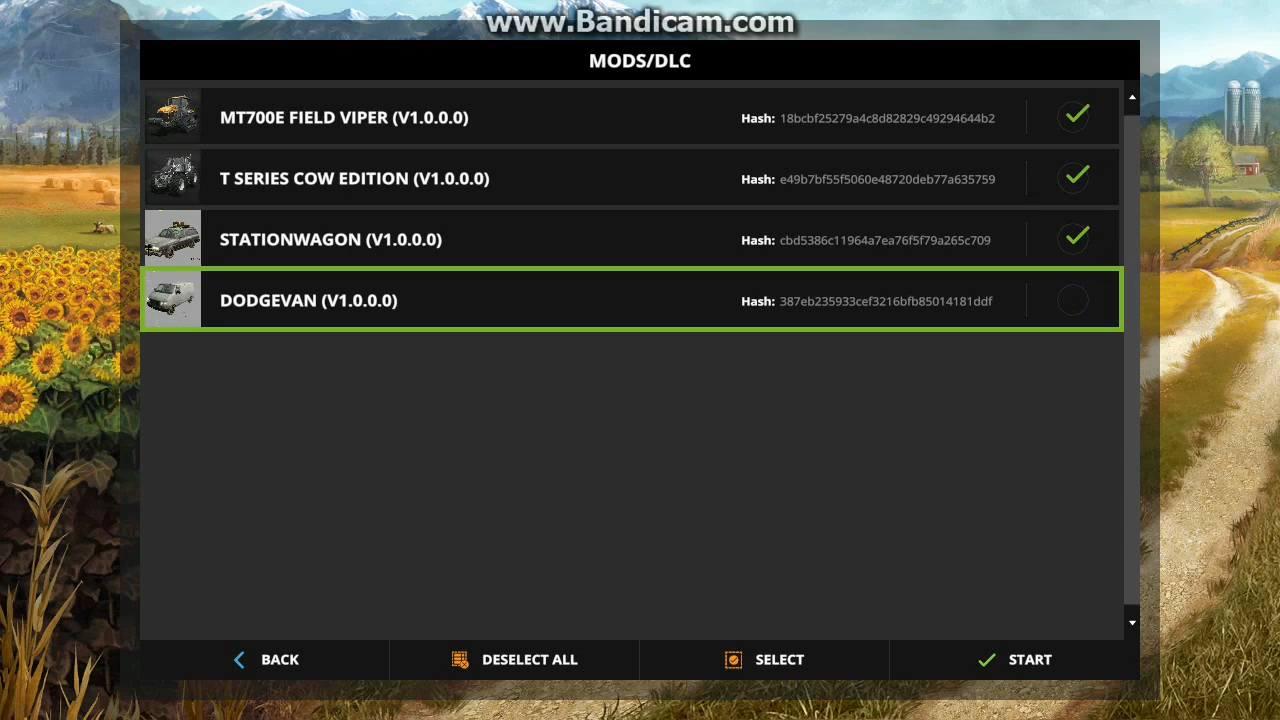 www.Bandicam.com
MODS/DLC
MT700E FIELD VIPER (V1.0.0.0) Hash: 18bcbf25279a4c8d82829c49294644b2
T SERIES COW EDITION (V1.0.0.0) Hash: e49b7bf55f5060e48720deb77a635759
STATIONWAGON (V1.0.0.0) Hash: cbd5386c11964a7ea76f5f79a265c709
DODGEVAN (V1.0.0.0) Hash: 387eb235933cef3216bfb85014181ddf
BACK DESELECT ALL SELECT START